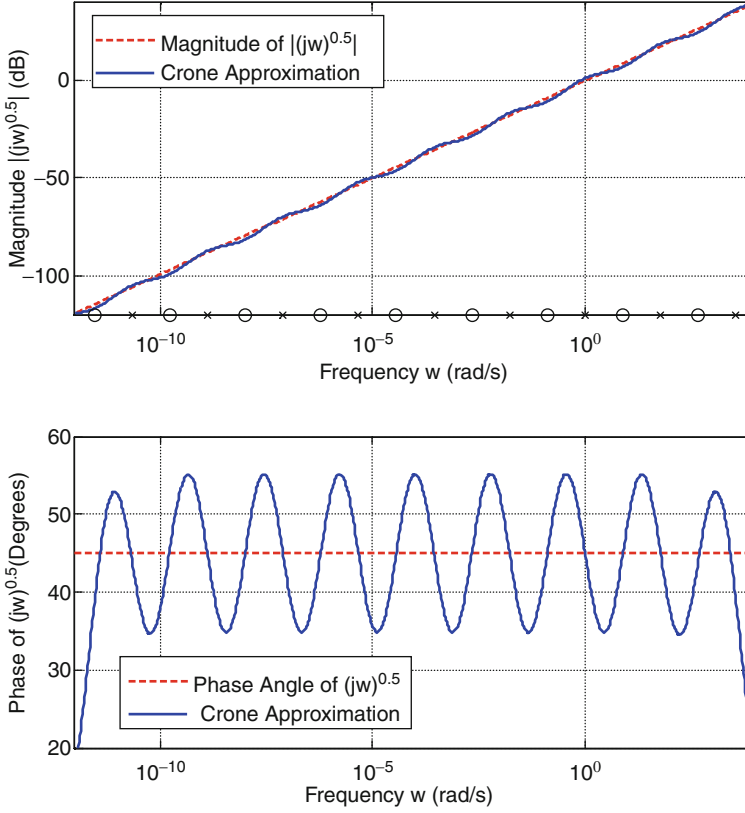 Magnitude |(jw)^0.5| (dB)
0
−50
−100
Magnitude of |(jw)^0.5|
Crone Approximation
10^−10
10^−5
10^0
Frequency w (rad/s)
Phase of (jw)^0.5(Degrees)
60
50
40
30
20
Phase Angle of (jw)^0.5
Crone Approximation
10^−10
10^−5
10^0
Frequency w (rad/s)